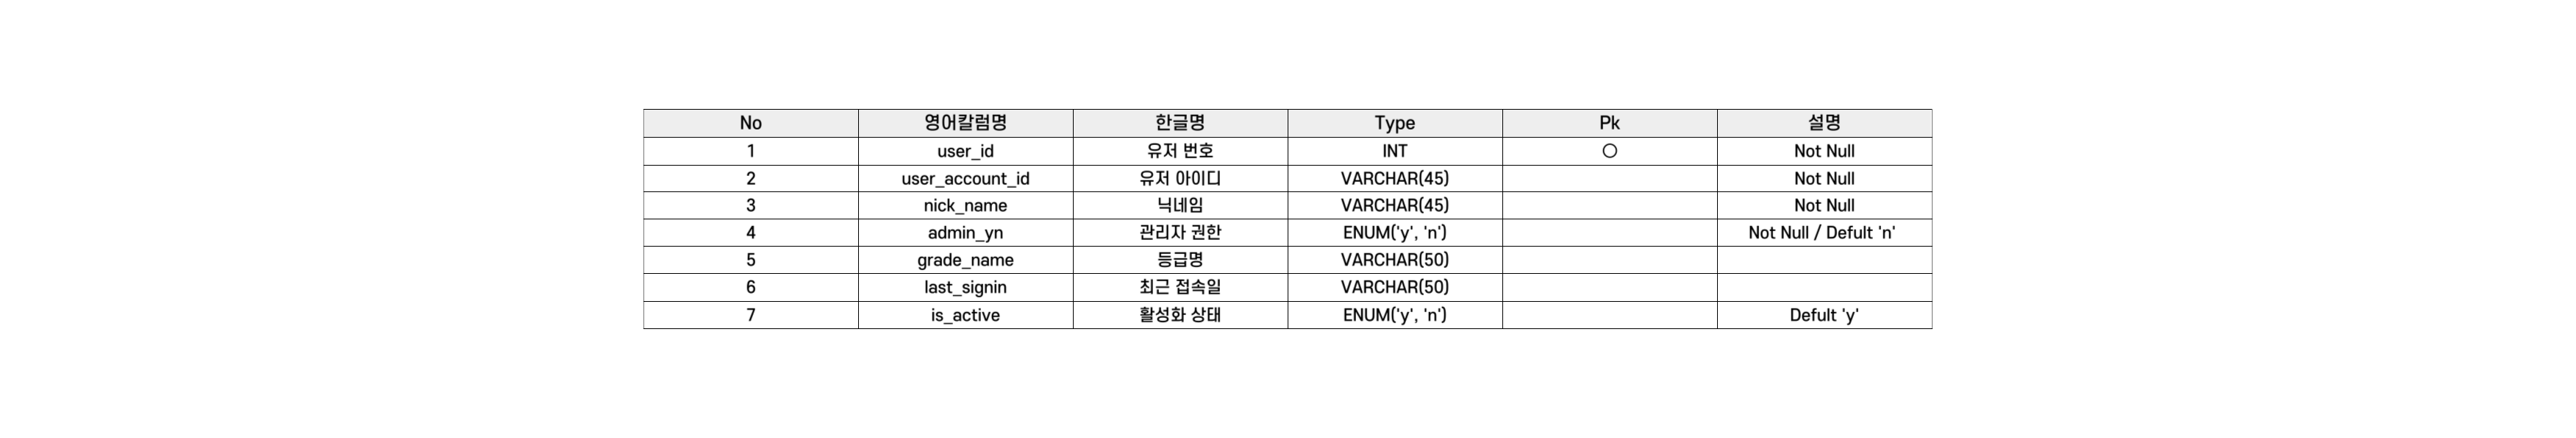 No 영어칼럼명 한글명 Type Pk 설명
1 user_id 유저 번호 INT ○ Not Null
2 user_account_id 유저 아이디 VARCHAR(45) Not Null
3 nick_name 닉네임 VARCHAR(45) Not Null
4 admin_yn 관리자 권한 ENUM('y', 'n') Not Null / Defult 'n'
5 grade_name 등급명 VARCHAR(50)
6 last_signin 최근 접속일 VARCHAR(50)
7 is_active 활성화 상태 ENUM('y', 'n') Defult 'y'